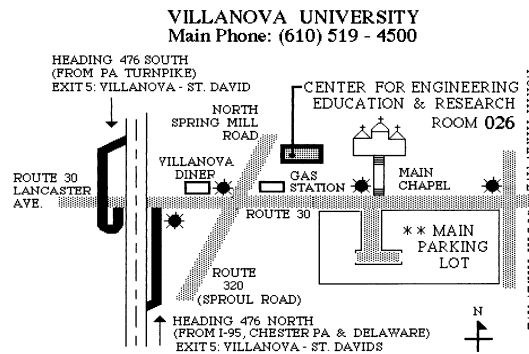 VILLANOVA UNIVERSITY
Main Phone: (610) 519 - 4500
HEADING 476 SOUTH
(FROM PA TURNPIKE)
EXIT 5: VILLANOVA - ST. DAVID
CENTER FOR ENGINEERING
EDUCATION & RESEARCH
ROOM 026
NORTH
SPRING MILL
ROAD
VILLANOVA
DINER
GAS
STATION
MAIN
CHAPEL
ROUTE 30
LANCASTER
AVE.
ROUTE 30
** MAIN
PARKING
LOT
ROUTE
320
(SPROUL ROAD)
N
HEADING 476 NORTH
(FROM I-95, CHESTER PA & DELAWARE)
EXIT 5: VILLANOVA - ST. DAVIDS